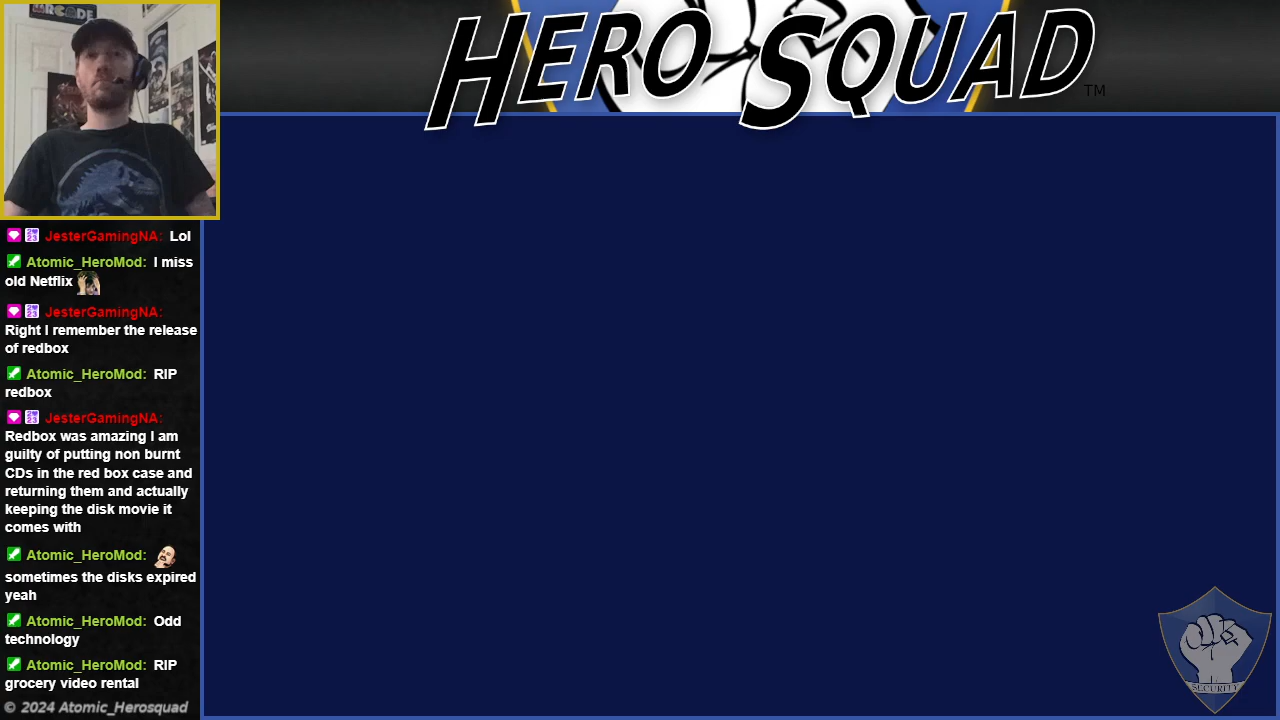 ARCADE
HERO SQUAD
TM
JesterGamingNA: Lol
Atomic_HeroMod: I miss
old Netflix
JesterGamingNA:
Right I remember the release
of redbox
Atomic_HeroMod: RIP
redbox
JesterGamingNA:
Redbox was amazing I am
guilty of putting non burnt
CDs in the red box case and
returning them and actually
keeping the disk movie it
comes with
Atomic_HeroMod:
sometimes the disks expired
yeah
Atomic_HeroMod: Odd
technology
Atomic_HeroMod: RIP
grocery video rental
© 2024 Atomic_Herosquad
SECURITY